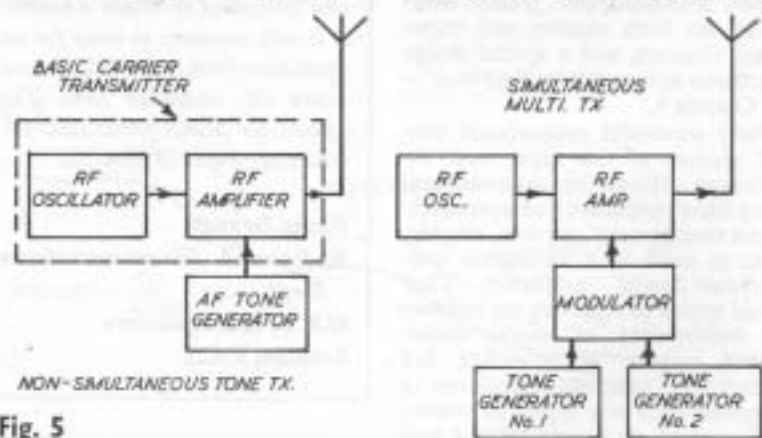 BASIC CARRIER
TRANSMITTER
RF
OSCILLATOR
RF
AMPLIFIER
AF TONE
GENERATOR
NON-SIMULTANEOUS TONE TX.
SIMULTANEOUS
MULTI. TX
RF
OSC.
RF
AMP.
MODULATOR
TONE
GENERATOR
No. 1
TONE
GENERATOR
No. 2
Fig. 5